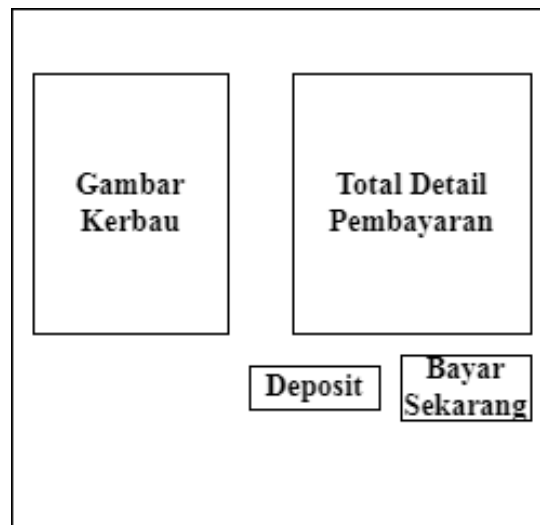 Gambar
Kerbau
Total Detail
Pembayaran
Deposit
Bayar
Sekarang